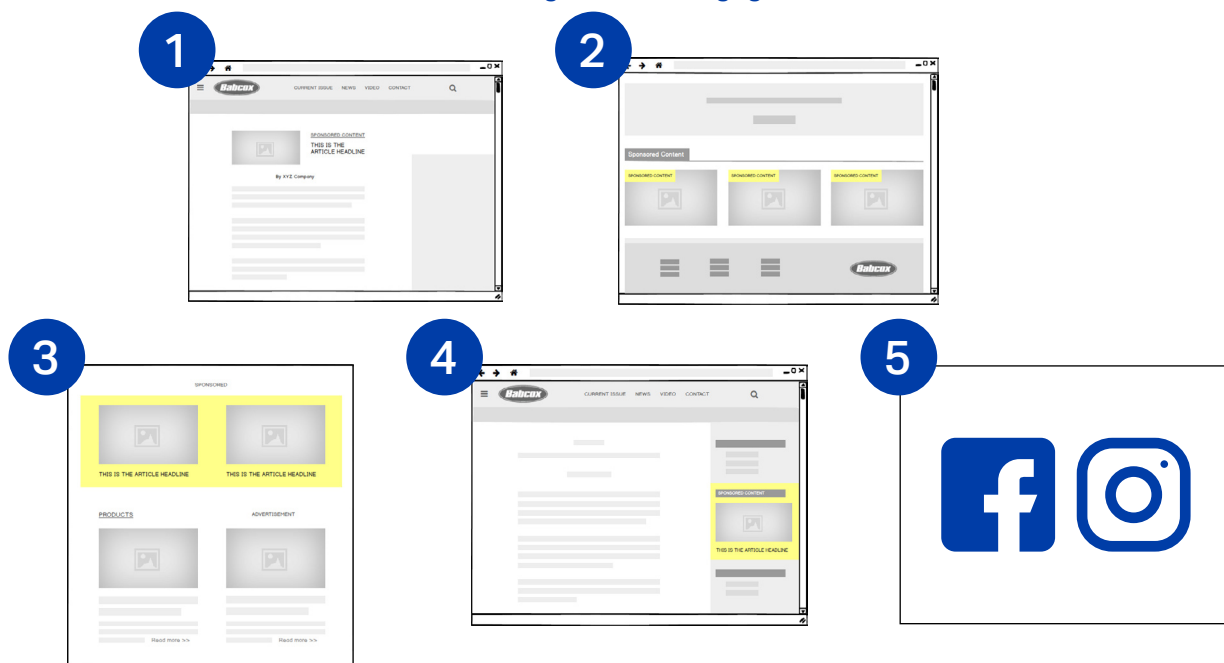 1
Babcox
CURRENT ISSUE NEWS VIDEO CONTACT
SPONSORED CONTENT
THIS IS THE
ARTICLE HEADLINE
By XYZ Company
2
Sponsored Content
SPONSORED CONTENT SPONSORED CONTENT SPONSORED CONTENT
Babcox
3
SPONSORED
THIS IS THE ARTICLE HEADLINE THIS IS THE ARTICLE HEADLINE
PRODUCTS ADVERTISEMENT
Read more >> Read more >>
4
Babcox
CURRENT ISSUE NEWS VIDEO CONTACT
SPONSORED CONTENT
THIS IS THE ARTICLE HEADLINE
5